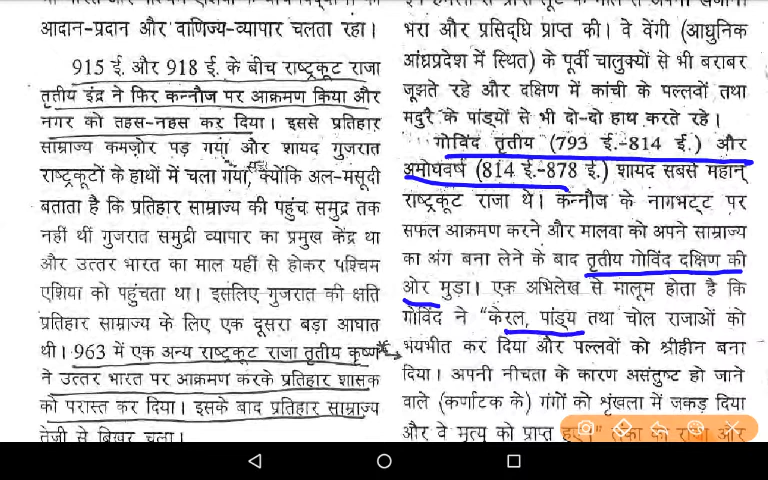 आदान-प्रदान और वाणिज्य-व्यापार चलता रहा।
915 ई. और 918 ई. के बीच राष्ट्रकूट राजा
तृतीय इंद्र ने फिर कन्नौज पर आक्रमण किया और
नगर को तहस-नहस कर दिया। इससे प्रतिहार
साम्राज्य कमज़ोर पड़ गया और शायद गुजरात
राष्ट्रकूटों के हाथों में चला गया, क्योंकि अल-मसूदी
बताता है कि प्रतिहार साम्राज्य की पहुंच समुद्र तक
नहीं थीं गुजरात समुद्री व्यापार का प्रमुख केंद्र था
और उत्तर भारत का माल यहीं से होकर पश्चिम
एशिया को पहुंचता था। इसलिए गुजरात की क्षति
प्रतिहार साम्राज्य के लिए एक दूसरा बड़ा आघात
थी। 963 में एक अन्य राष्ट्रकूट राजा तृतीय कृष्ण
ने उत्तर भारत पर आक्रमण करके प्रतिहार शासक
को परास्त कर दिया। इसके बाद प्रतिहार साम्राज्य
तेज़ी से बिखर चला।
भरा और प्रसिद्धि प्राप्त की। वे वेंगी (आधुनिक
आंध्रप्रदेश में स्थित) के पूर्वी चालुक्यों से भी बराबर
जूझते रहे और दक्षिण में कांची के पल्लवों तथा
मदुरै के पांड्यों से भी दो-दो हाथ करते रहे।
गोविंद तृतीय (793 ई.-814 ई.) और
अमोघवर्ष (814 ई.-878 ई.) शायद सबसे महान्
राष्ट्रकूट राजा थे। कन्नौज के नागभट्ट पर
सफल आक्रमण करने और मालवा को अपने साम्राज्य
का अंग बना लेने के बाद तृतीय गोविंद दक्षिण की
ओर मुड़ा। एक अभिलेख से मालूम होता है कि
गोविंद ने "केरल, पांड्य तथा चोल राजाओं को
भयभीत कर दिया और पल्लवों को श्रीहीन बना
दिया। अपनी नीचता के कारण असंतुष्ट हो जाने
वाले (कर्णाटक के) गंगों को शृंखला में जकड़ दिया
और वे मृत्यु को प्राप्त